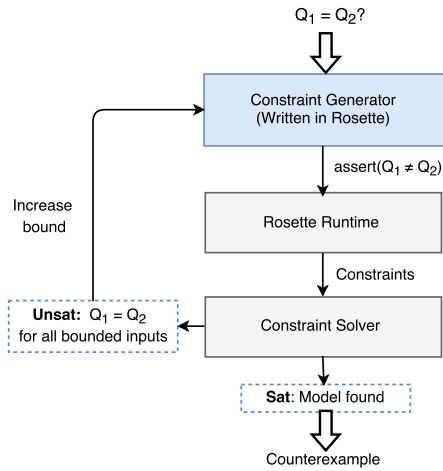 Q₁ = Q₂?
Constraint Generator
(Written in Rosette)
assert(Q₁ ≠ Q₂)
Increase
bound
Rosette Runtime
Constraints
Unsat: Q₁ = Q₂
for all bounded inputs
Constraint Solver
Sat: Model found
Counterexample